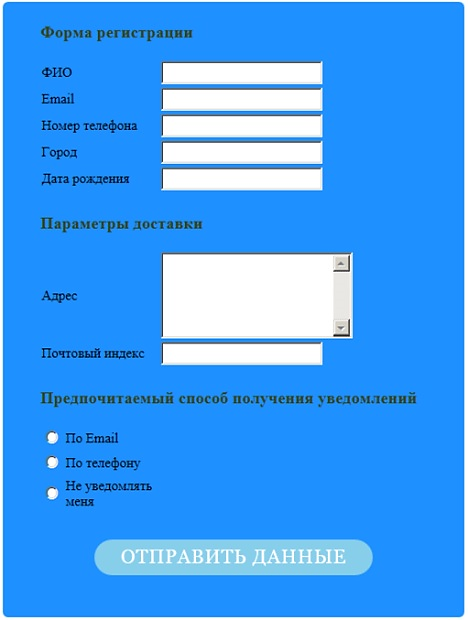 Форма регистрации
ФИО
Email
Номер телефона
Город
Дата рождения
Параметры доставки
Адрес
Почтовый индекс
Предпочитаемый способ получения уведомлений
По Email
По телефону
Не уведомлять
меня
ОТПРАВИТЬ ДАННЫЕ